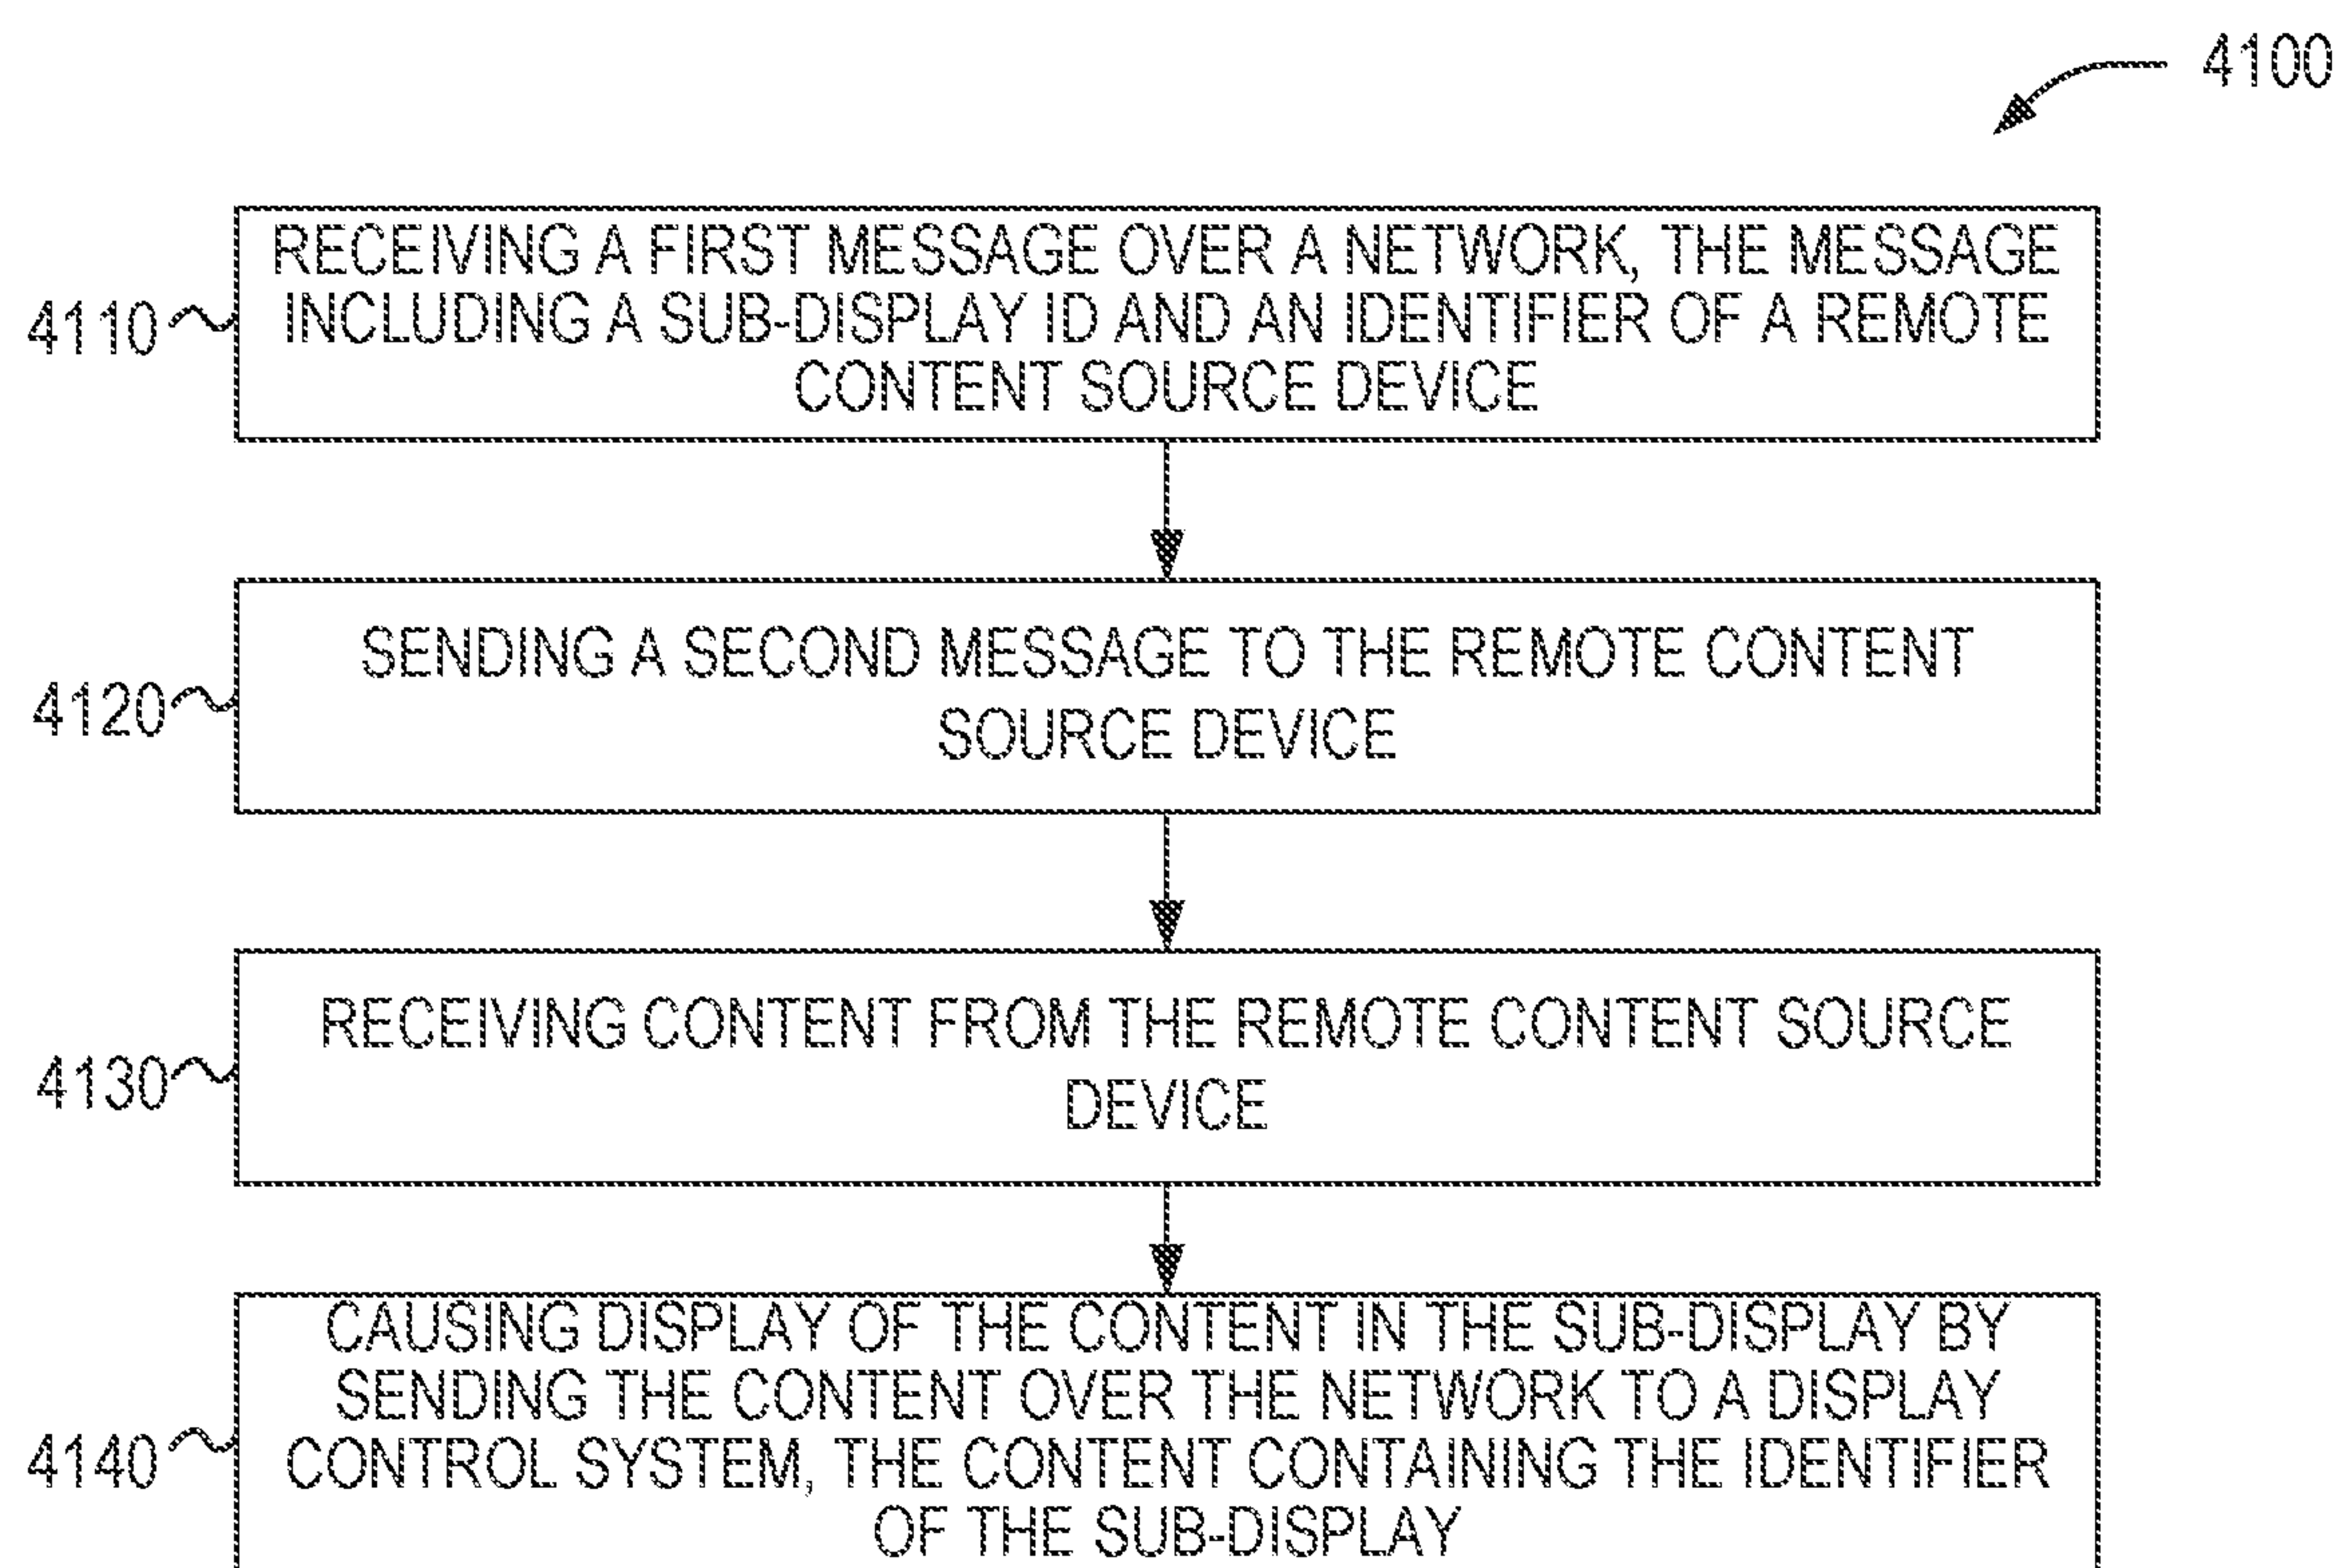 4100
RECEIVING A FIRST MESSAGE OVER A NETWORK, THE MESSAGE
INCLUDING A SUB-DISPLAY ID AND AN IDENTIFIER OF A REMOTE
CONTENT SOURCE DEVICE
4110
SENDING A SECOND MESSAGE TO THE REMOTE CONTENT
SOURCE DEVICE
4120
RECEIVING CONTENT FROM THE REMOTE CONTENT SOURCE
DEVICE
4130
CAUSING DISPLAY OF THE CONTENT IN THE SUB-DISPLAY BY
SENDING THE CONTENT OVER THE NETWORK TO A DISPLAY
CONTROL SYSTEM, THE CONTENT CONTAINING THE IDENTIFIER
OF THE SUB-DISPLAY
4140